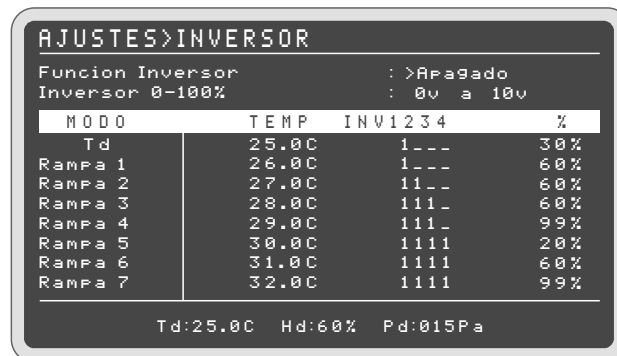 AJUSTES>INVERSOR
Funcion Inversor : >Apagado
Inversor 0-100% : 0v a 10v
MODO TEMP INV1234 %
Td 25.0C 1___ 30%
Rampa 1 26.0C 1___ 60%
Rampa 2 27.0C 11__ 60%
Rampa 3 28.0C 111_ 60%
Rampa 4 29.0C 111_ 99%
Rampa 5 30.0C 1111 20%
Rampa 6 31.0C 1111 60%
Rampa 7 32.0C 1111 99%
Td:25.0C Hd:60% Pd:015Pa